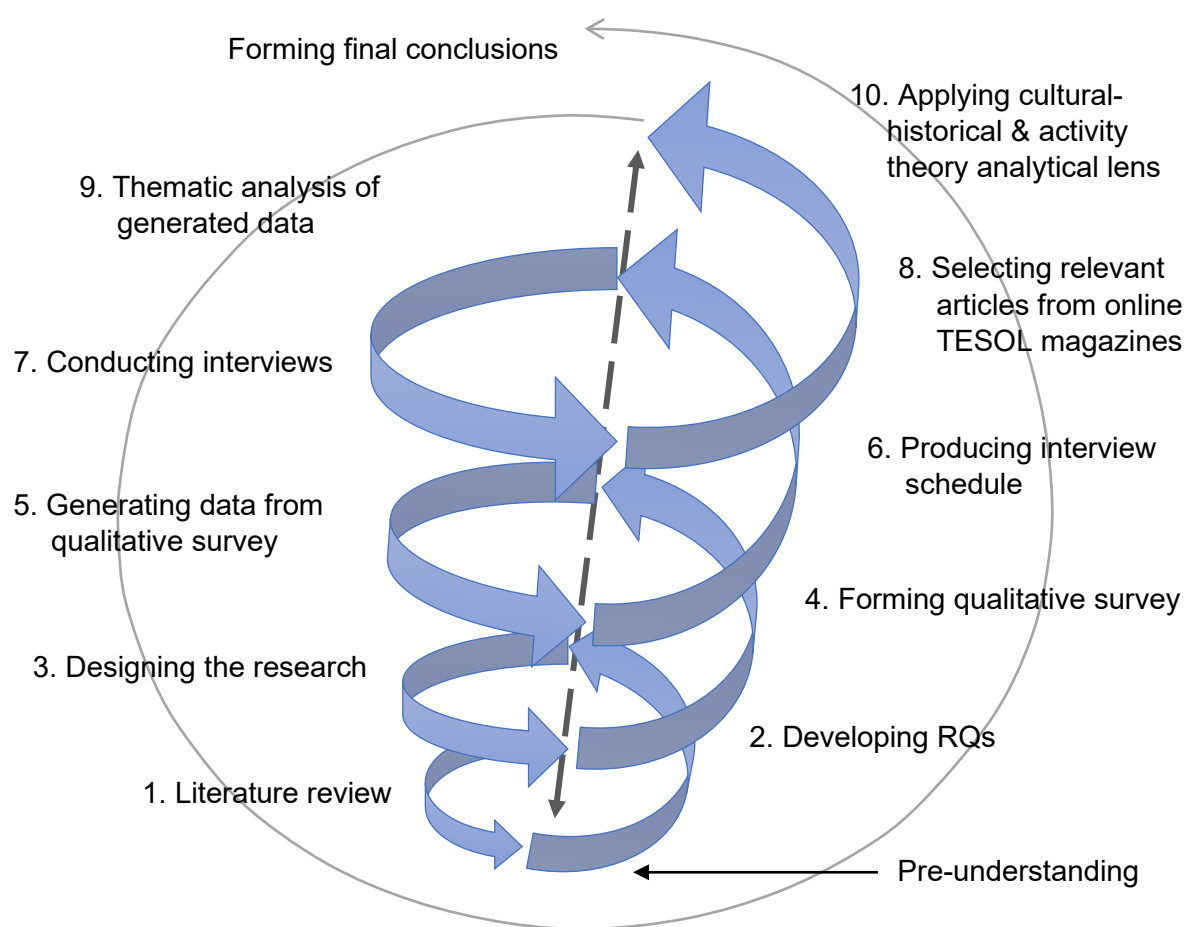 Forming final conclusions
10. Applying cultural-
historical & activity
theory analytical lens
9. Thematic analysis of
generated data
8. Selecting relevant
articles from online
TESOL magazines
7. Conducting interviews
6. Producing interview
schedule
5. Generating data from
qualitative survey
4. Forming qualitative survey
3. Designing the research
2. Developing RQs
1. Literature review
Pre-understanding